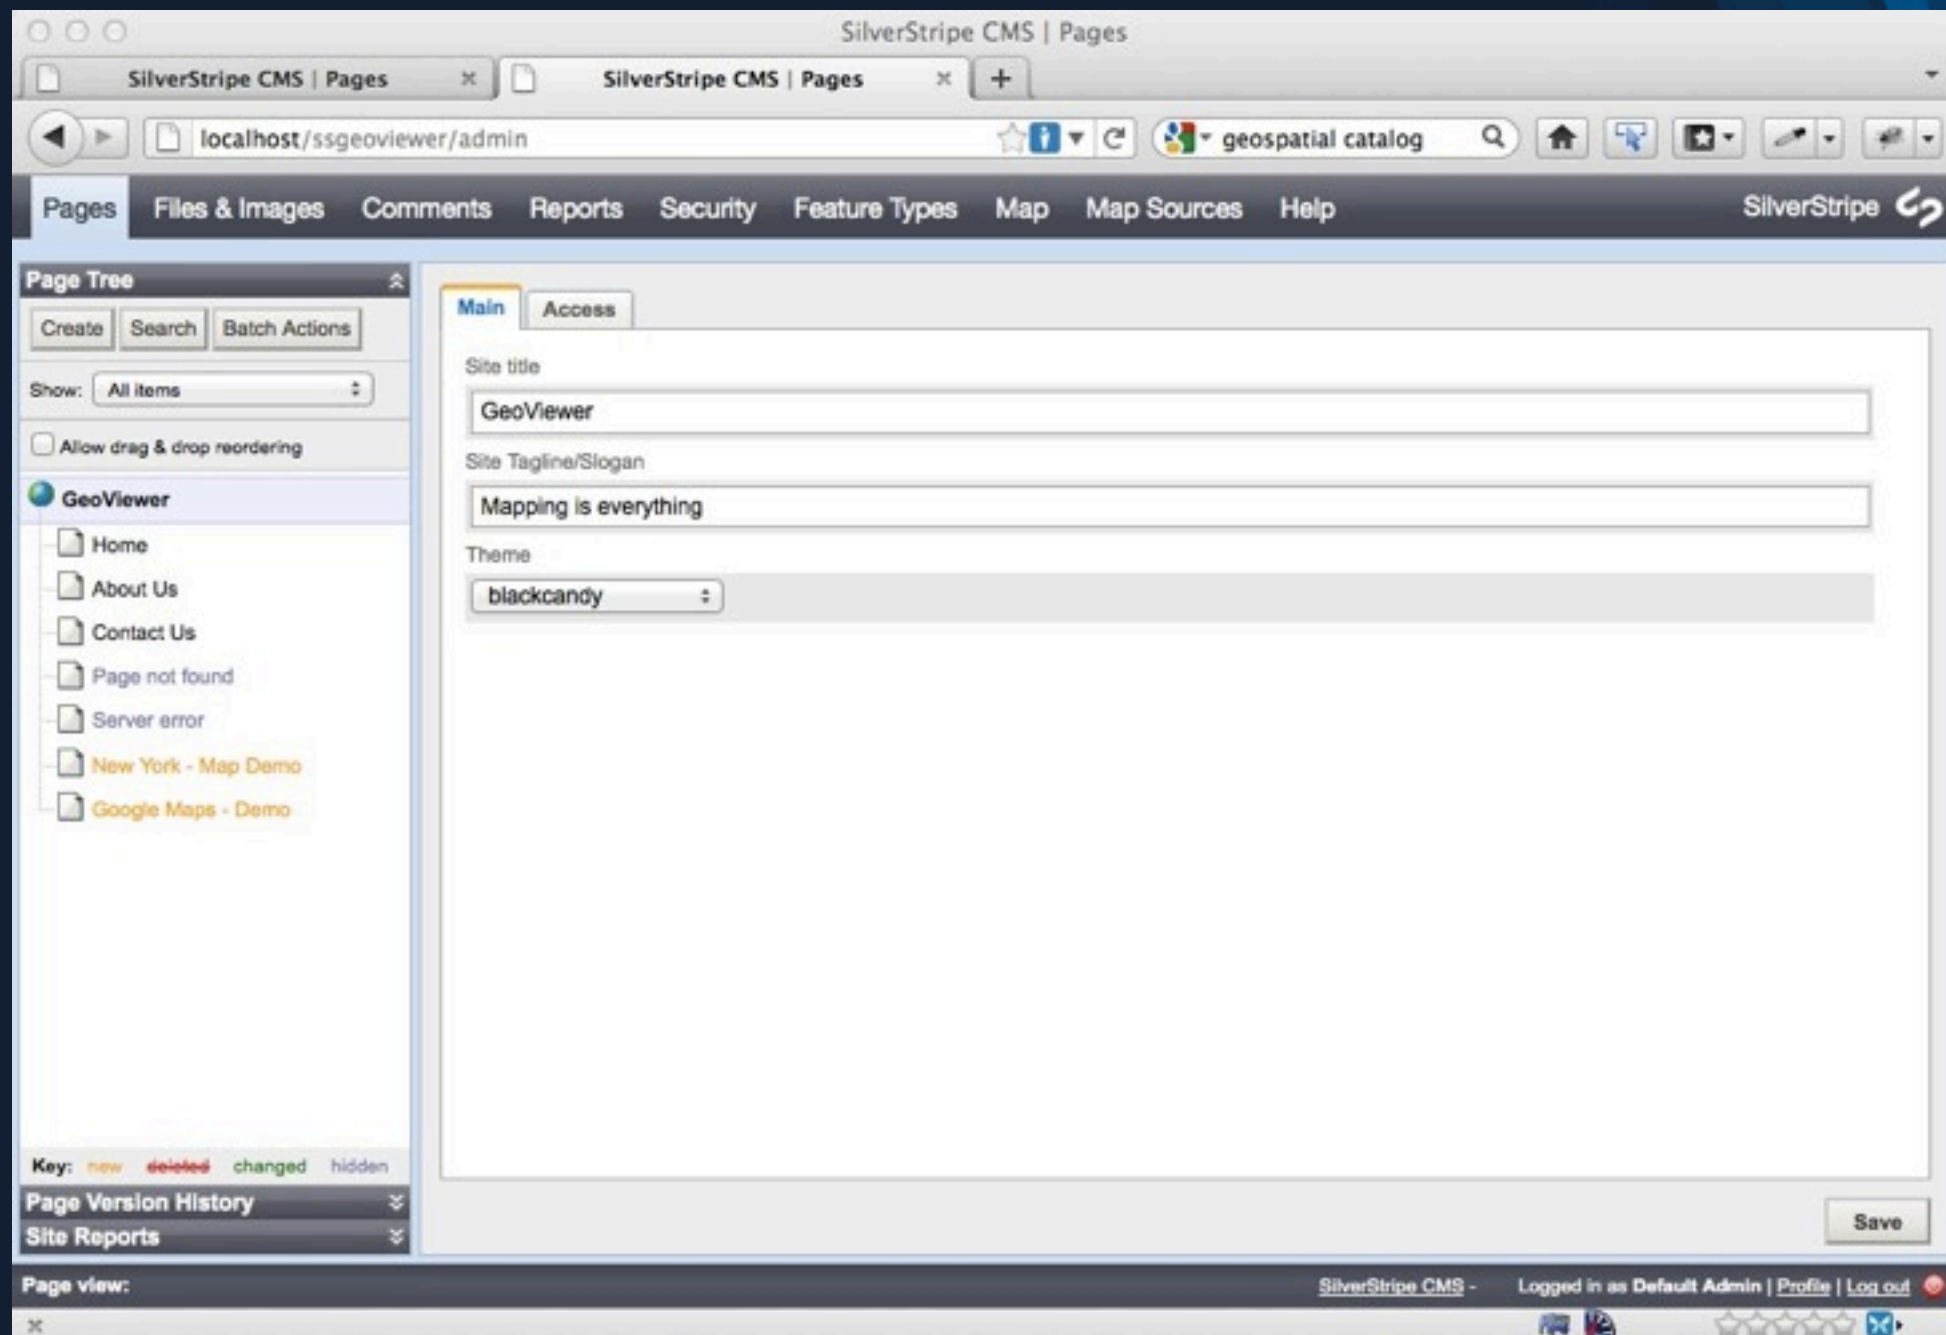 SilverStripe CMS | Pages
SilverStripe CMS | Pages
SilverStripe CMS | Pages
localhost/ssgeoviewer/admin
geospatial catalog
Pages
Files & Images
Comments
Reports
Security
Feature Types
Map
Map Sources
Help
SilverStripe
Page Tree
Create
Search
Batch Actions
Show: All items
Allow drag & drop reordering
GeoViewer
Home
About Us
Contact Us
Page not found
Server error
New York - Map Demo
Google Maps - Demo
Key: new deleted changed hidden
Page Version History
Site Reports
Main
Access
Site title
GeoViewer
Site Tagline/Slogan
Mapping is everything
Theme
blackcandy
Save
Page view:
SilverStripe CMS -
Logged in as Default Admin | Profile | Log out